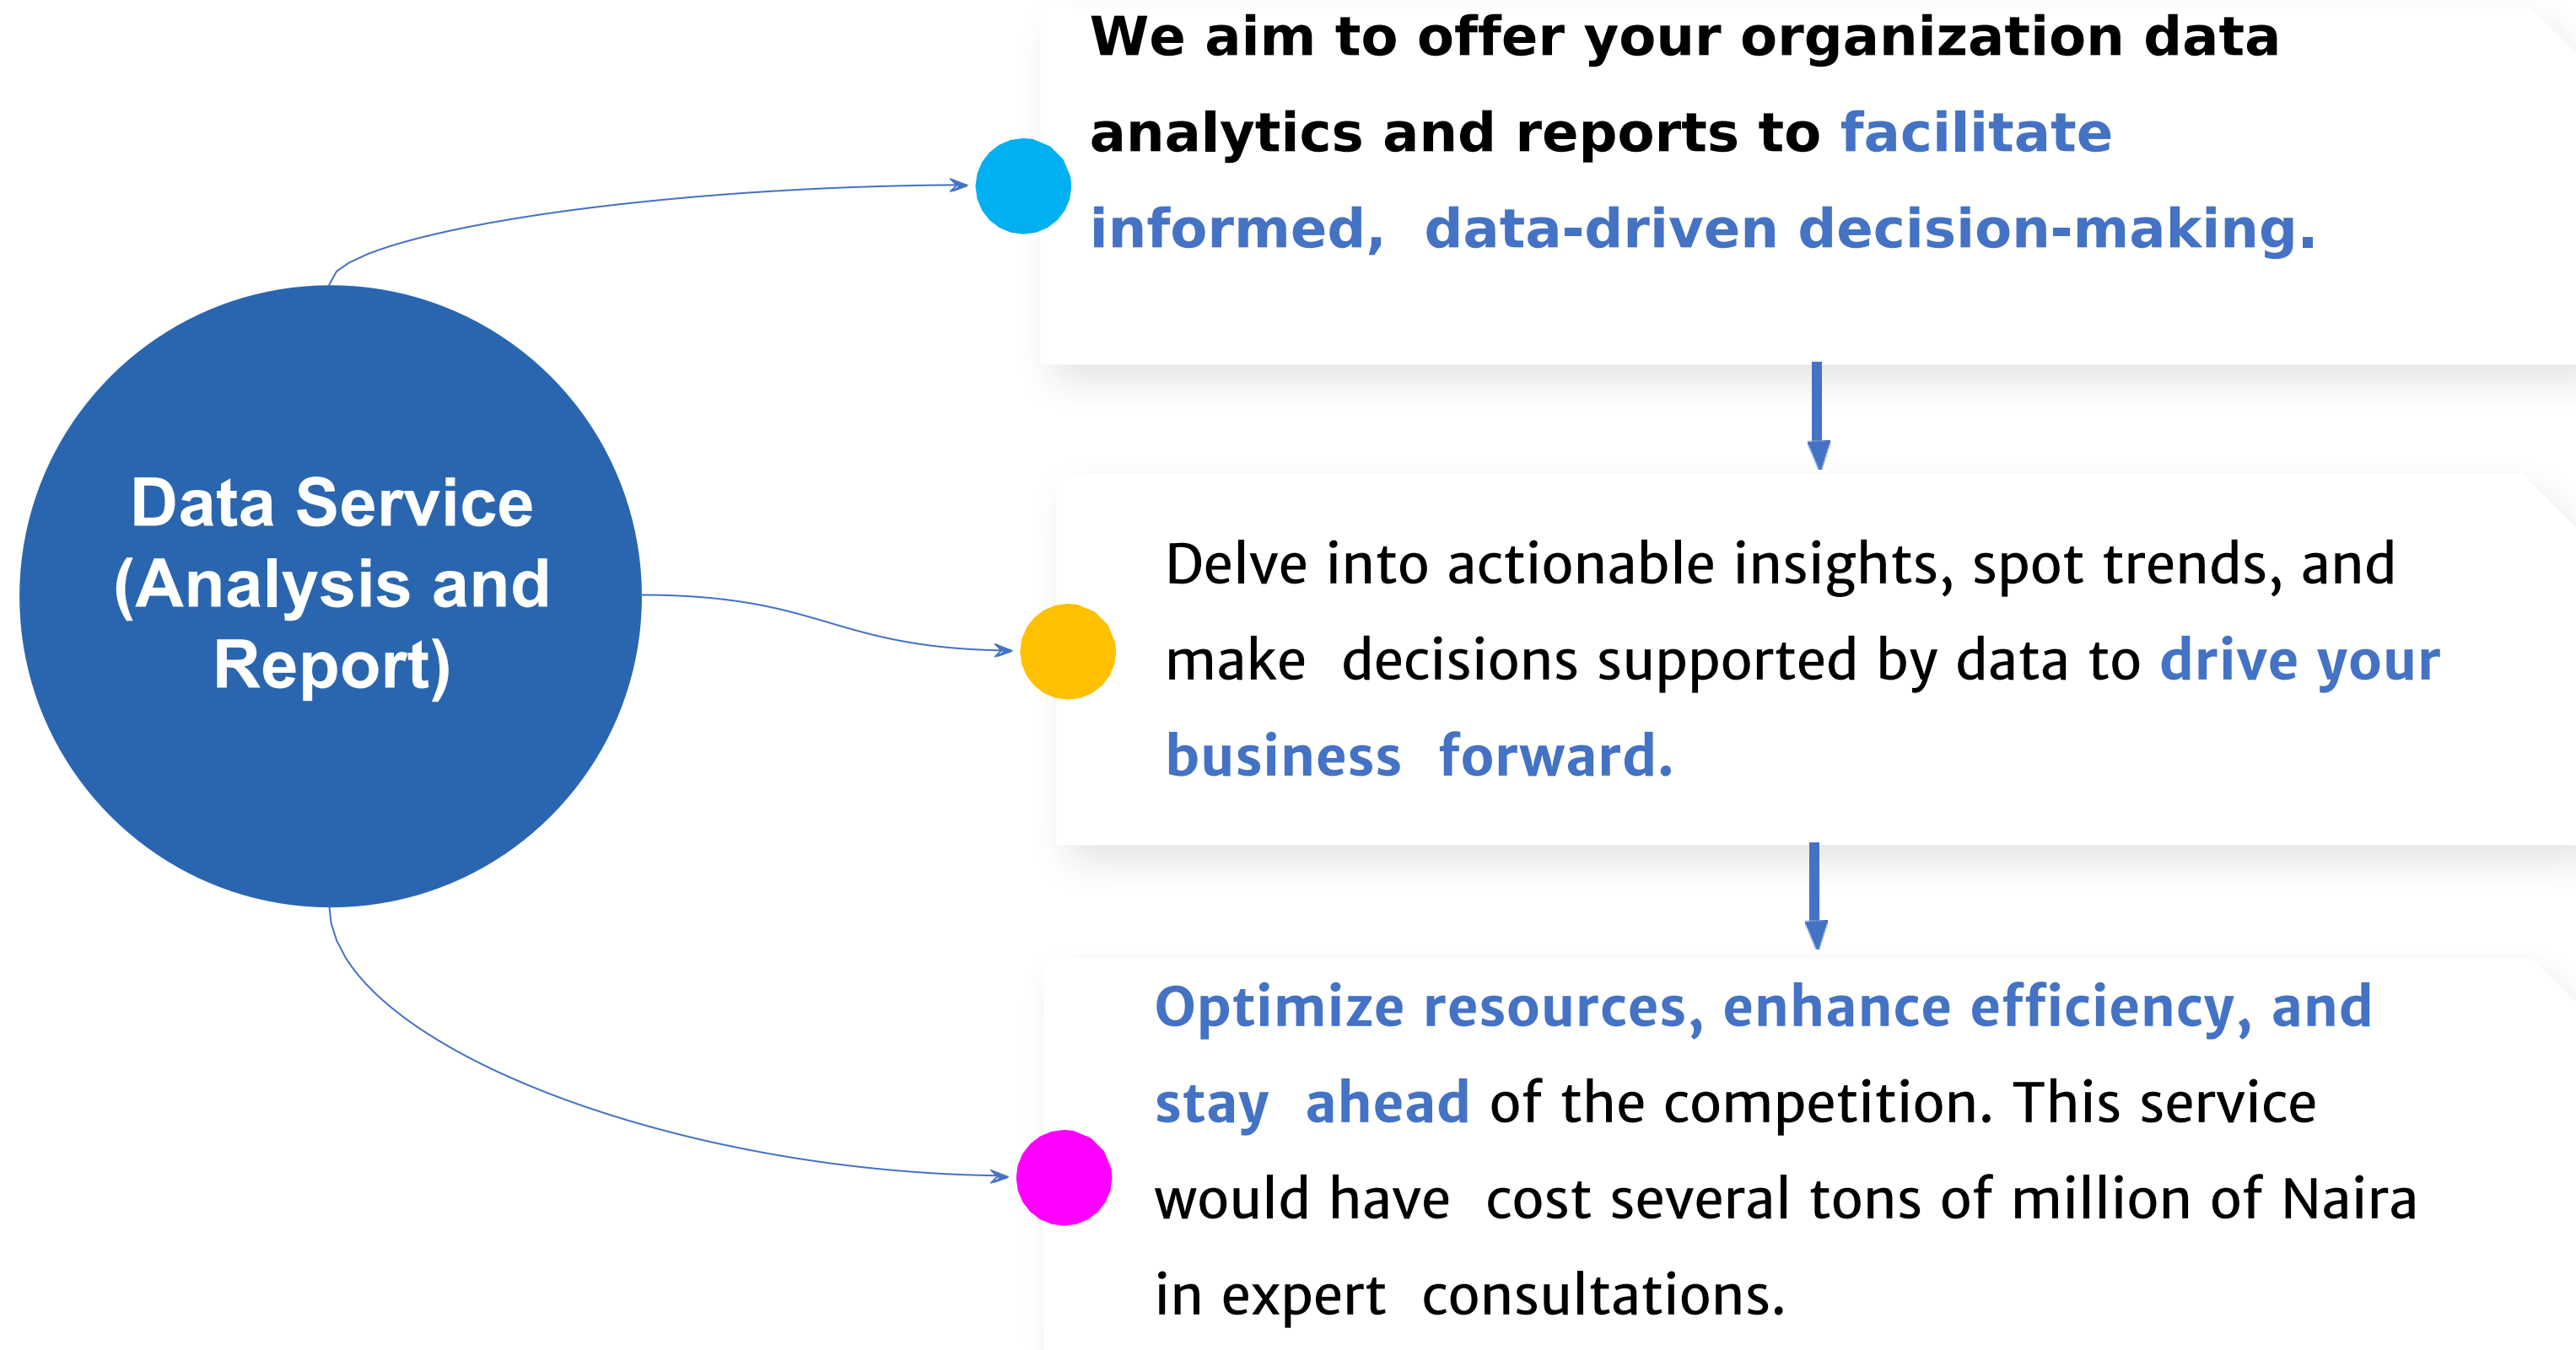 Data Service
(Analysis and
Report)
We aim to offer your organization data
analytics and reports to facilitate
informed,  data-driven decision-making.
Delve into actionable insights, spot trends, and
make  decisions supported by data to drive your
business  forward.
Optimize resources, enhance efficiency, and
stay  ahead of the competition. This service
would have  cost several tons of million of Naira
in expert  consultations.